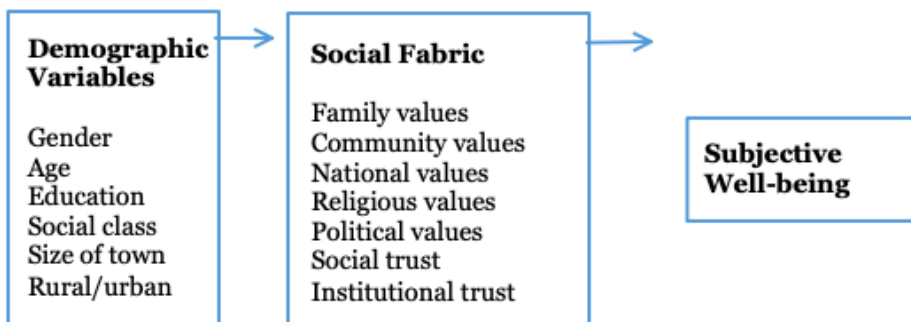 Demographic
Variables
Gender
Age
Education
Social class
Size of town
Rural/urban
Social Fabric
Family values
Community values
National values
Religious values
Political values
Social trust
Institutional trust
Subjective
Well-being